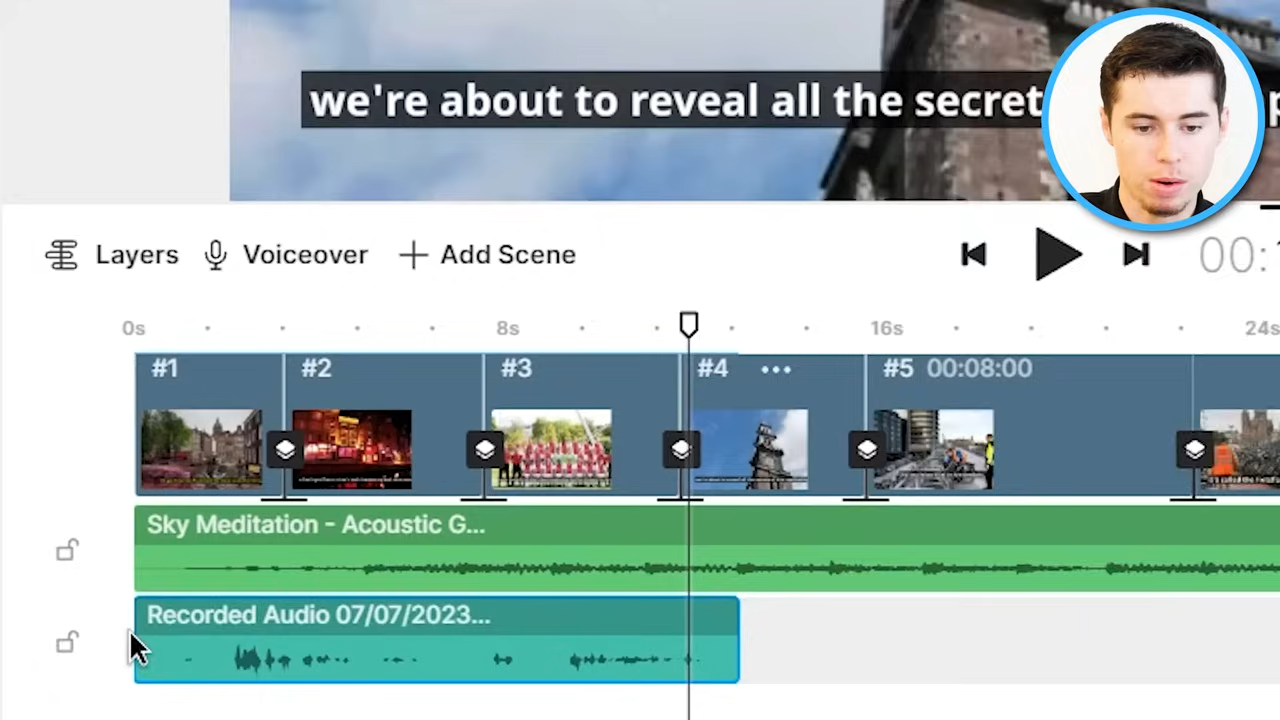 we're about to reveal all the secret
Layers Voiceover Add Scene 00:
0s 8s 16s 24s
#1 #2 #3 #4 #5 00:08:00
Sky Meditation - Acoustic G...
Recorded Audio 07/07/2023...